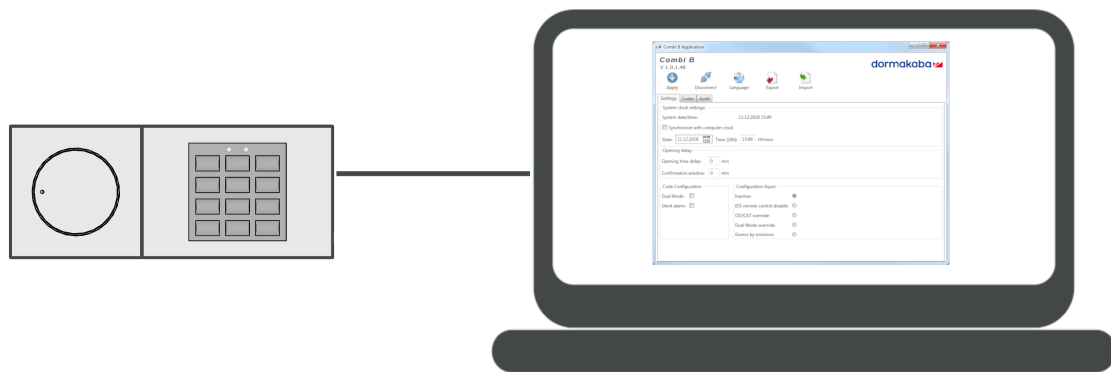 Combi B Application
Combi B
V 1.0.1.48
dormakaba
Apply Disconnect Language Export Import
Settings Codes Audit
System clock settings
System date/time: 11.12.2018 15:49
Synchronize with computer clock
Date: 11.12.2018 Time (24h): 15:49 HH:mm
Opening delay
Opening time delay: 0 min
Confirmation window: 0 min
Code Configuration Configuration Input:
Dual Mode: Inactive:
Silent alarm: IDS remote control disable:
OD/OST override:
Dual Mode override:
Duress by remission: